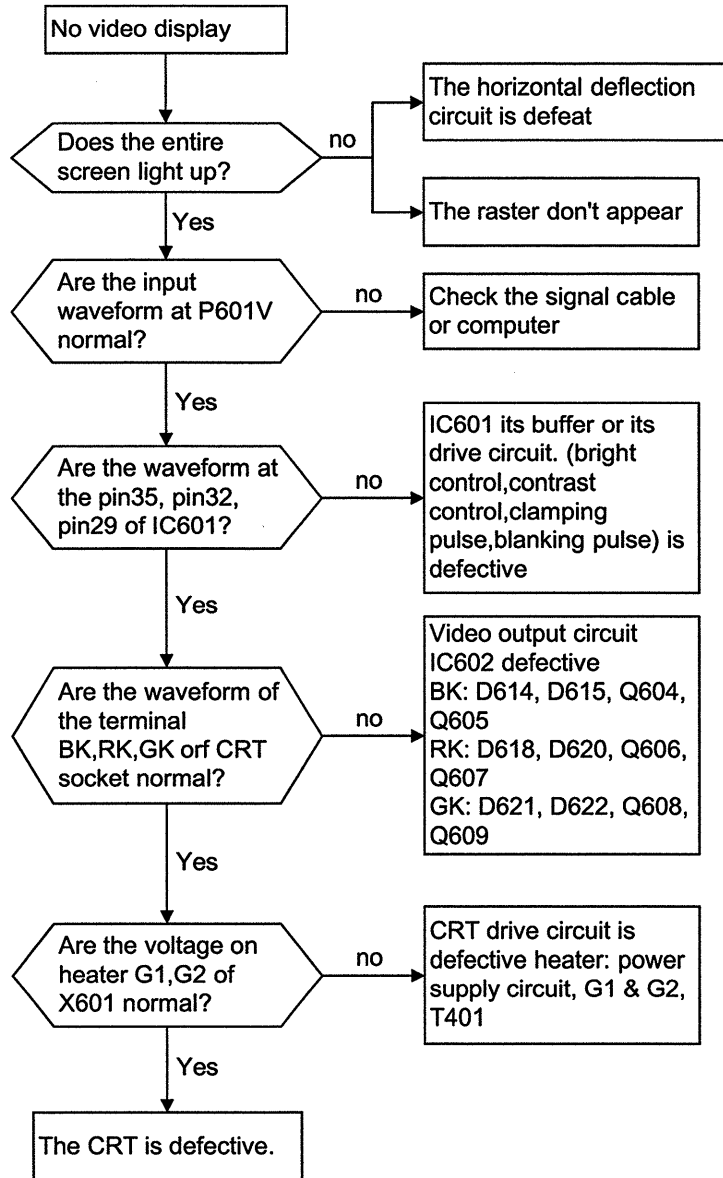 No video display
Does the entire
screen light up?
no
The horizontal deflection
circuit is defeat
The raster don't appear
Yes
Are the input
waveform at P601V
normal?
no
Check the signal cable
or computer
Yes
Are the waveform at
the pin35, pin32,
pin29 of IC601?
no
IC601 its buffer or its
drive circuit. (bright
control,contrast
control,clamping
pulse,blanking pulse) is
defective
Yes
Are the waveform of
the terminal
BK,RK,GK orf CRT
socket normal?
no
Video output circuit
IC602 defective
BK: D614, D615, Q604,
Q605
RK: D618, D620, Q606,
Q607
GK: D621, D622, Q608,
Q609
Yes
Are the voltage on
heater G1,G2 of
X601 normal?
no
CRT drive circuit is
defective heater: power
supply circuit, G1 & G2,
T401
Yes
The CRT is defective.